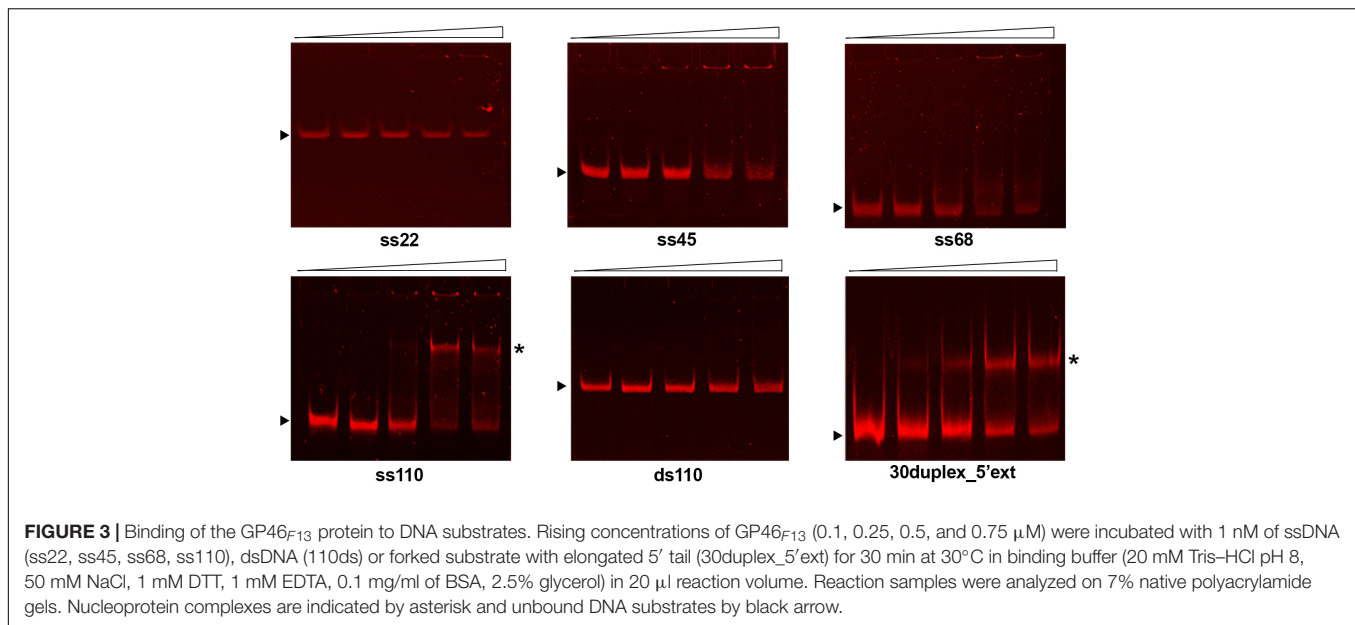 ss22
ss45
ss68
*
*
ss110
ds110
30duplex_5'ext
FIGURE 3 | Binding of the GP46F13 protein to DNA substrates. Rising concentrations of GP46F13 (0.1, 0.25, 0.5, and 0.75 μM) were incubated with 1 nM of ssDNA
(ss22, ss45, ss68, ss110), dsDNA (110ds) or forked substrate with elongated 5′ tail (30duplex_5′ext) for 30 min at 30°C in binding buffer (20 mM Tris–HCl pH 8,
50 mM NaCl, 1 mM DTT, 1 mM EDTA, 0.1 mg/ml of BSA, 2.5% glycerol) in 20 μl reaction volume. Reaction samples were analyzed on 7% native polyacrylamide
gels. Nucleoprotein complexes are indicated by asterisk and unbound DNA substrates by black arrow.